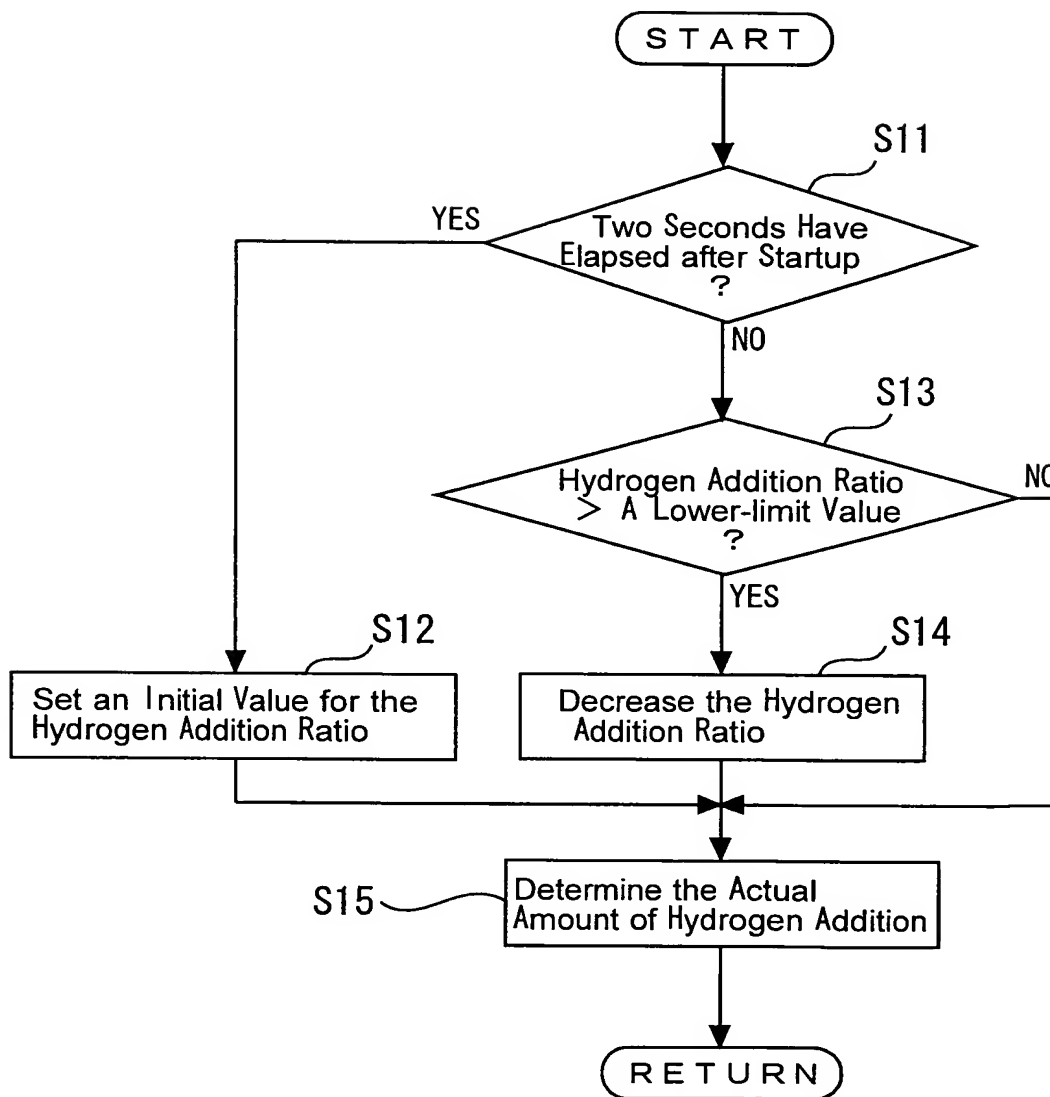 START
S11
YES
Two Seconds Have
Elapsed after Startup
?
NO
S13
Hydrogen Addition Ratio
> A Lower-limit Value
?
NO
YES
S12
Set an Initial Value for the
Hydrogen Addition Ratio
S14
Decrease the Hydrogen
Addition Ratio
S15
Determine the Actual
Amount of Hydrogen Addition
RETURN